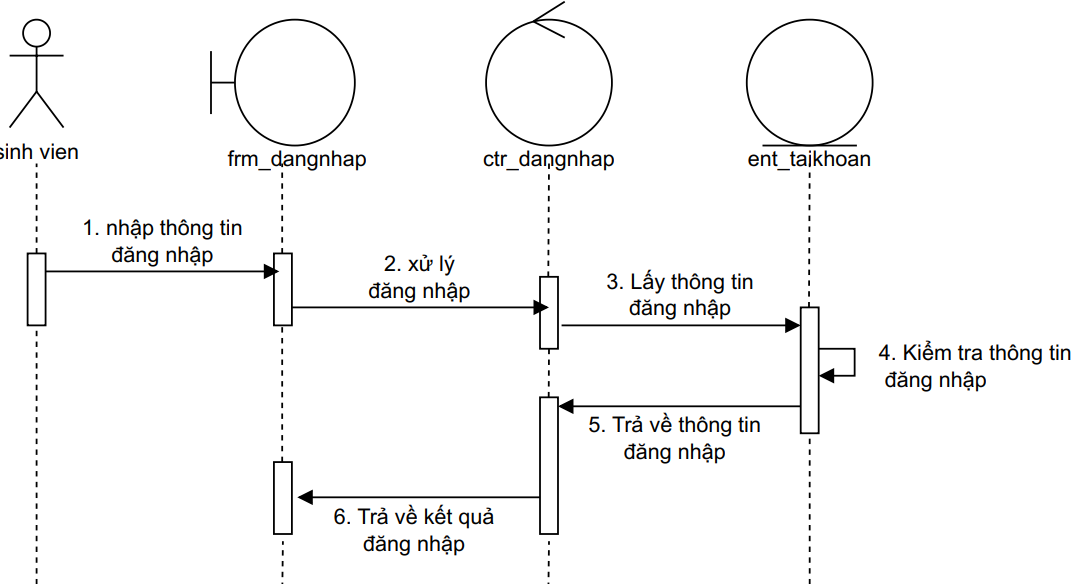 sinh vien
frm_dangnhap
ctr_dangnhap
ent_taikhoan
1. nhập thông tin
đăng nhập
2. xử lý
đăng nhập
3. Lấy thông tin
đăng nhập
4. Kiểm tra thông tin
đăng nhập
5. Trả về thông tin
đăng nhập
6. Trả về kết quả
đăng nhập